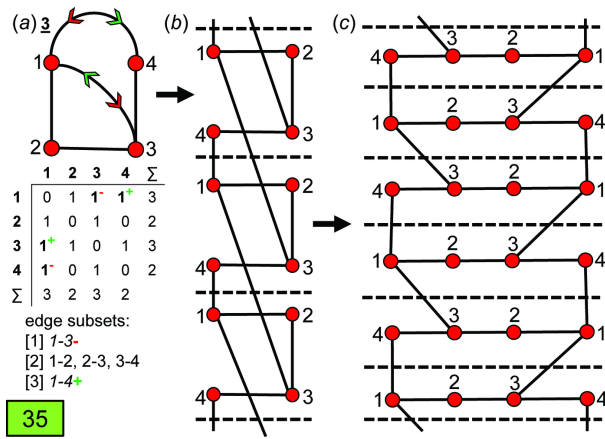 (a) 3
1 4
2 3
1 2 3 4 Σ
1 0 1 1- 1+ 3
2 1 0 1 0 2
3 1+ 1 0 1 3
4 1- 0 1 0 2
Σ 3 2 3 2
edge subsets:
[1] 1-3-
[2] 1-2, 2-3, 3-4
[3] 1-4+
35
(b)
1 2
4 3
1 2
4 3
1 2
4 3
(c)
4 3 2 1
1 2 3 4
4 3 2 1
1 2 3 4
4 3 2 1
1 2 3 4